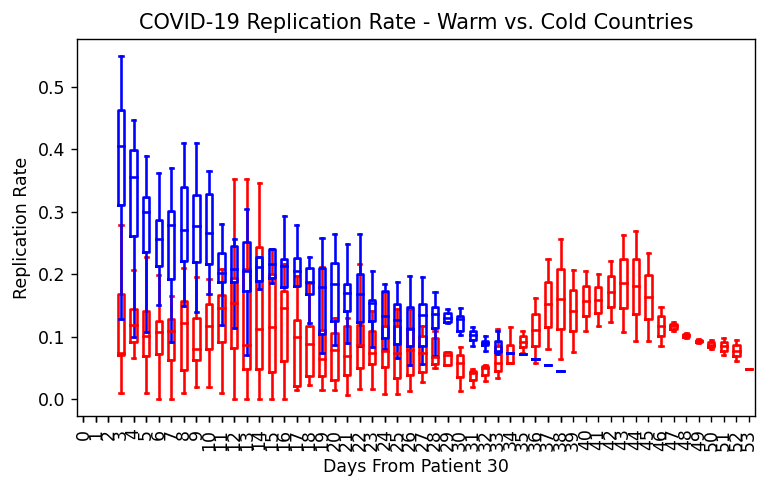 COVID-19 Replication Rate - Warm vs. Cold Countries
Replication Rate
0.5
0.4
0.3
0.2
0.1
0.0
0 1 2 3 4 5 6 7 8 9 10 11 12 13 14 15 16 17 18 19 20 21 22 23 24 25 26 27 28 29 30 31 32 33 34 35 36 37 38 39 40 41 42 43 44 45 46 47 48 49 50 51 52 53
Days From Patient 30